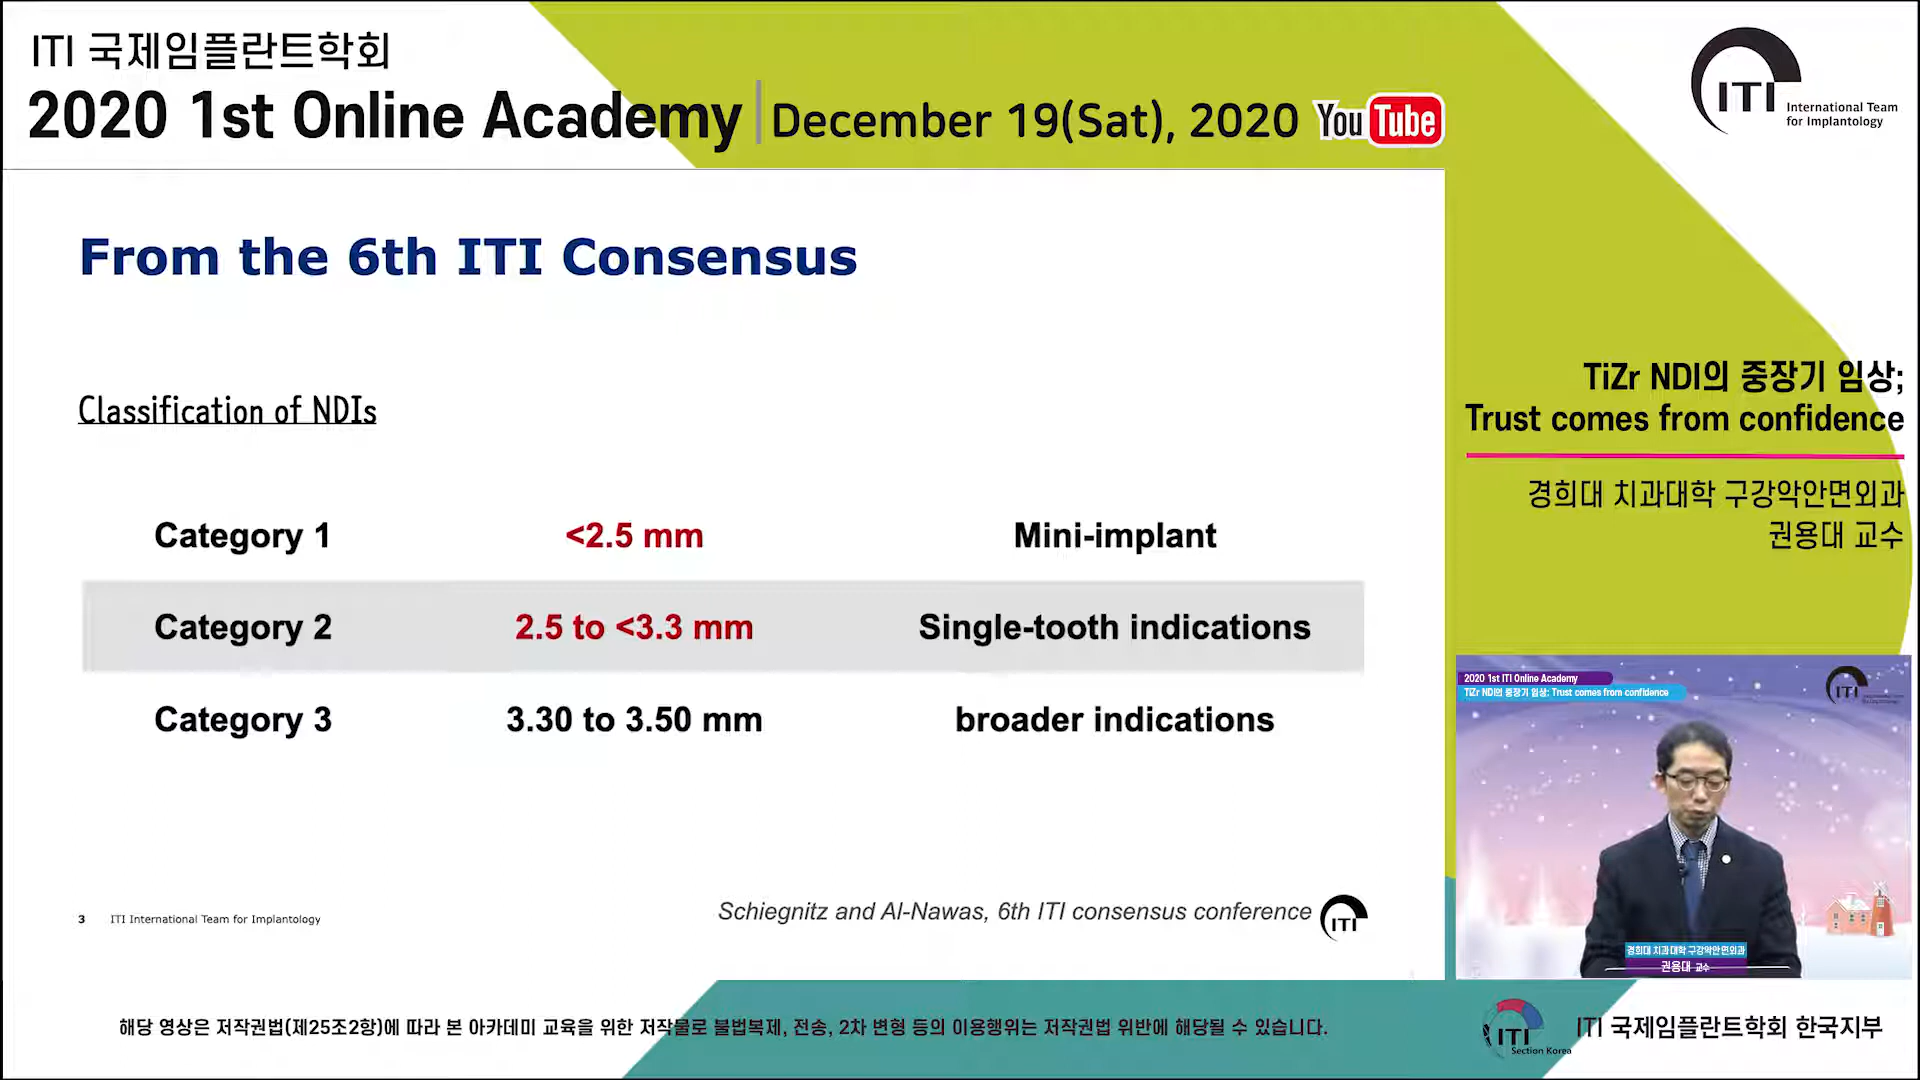 ITI 국제임플란트학회
2020 1st Online Academy
December 19(Sat), 2020
YouTube
ITI
International Team
for Implantology
From the 6th ITI Consensus
Classification of NDIs
Category 1 <2.5 mm Mini-implant
Category 2 2.5 to <3.3 mm Single-tooth indications
Category 3 3.30 to 3.50 mm broader indications
Schiegnitz and Al-Nawas, 6th ITI consensus conference
ITI
3 ITI International Team for Implantology
TiZr NDI의 중장기 임상;
Trust comes from confidence
경희대 치과대학 구강악안면외과
권용대 교수
2020 1st ITI Online Academy
TiZr NDI의 중장기 임상; Trust comes from confidence
ITI
경희대 치과대학 구강악안면외과
권용대 교수
해당 영상은 저작권법(제25조2항)에 따라 본 아카데미 교육을 위한 저작물로 불법복제, 전송, 2차 변형 등의 이용행위는 저작권법 위반에 해당될 수 있습니다.
ITI
Section Korea
ITI 국제임플란트학회 한국지부